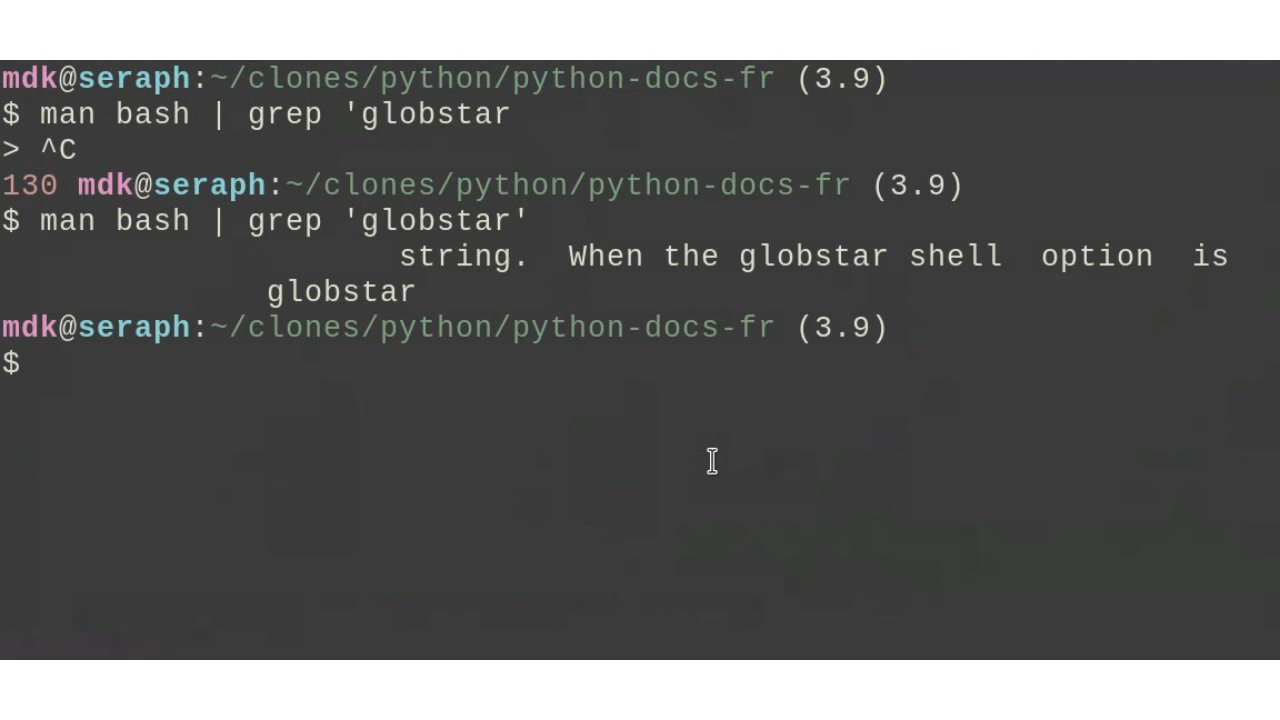 mdk@seraph:~/clones/python/python-docs-fr (3.9)
$ man bash | grep 'globstar
> ^C
130 mdk@seraph:~/clones/python/python-docs-fr (3.9)
$ man bash | grep 'globstar'
string.  When the globstar shell  option  is
globstar
mdk@seraph:~/clones/python/python-docs-fr (3.9)
$